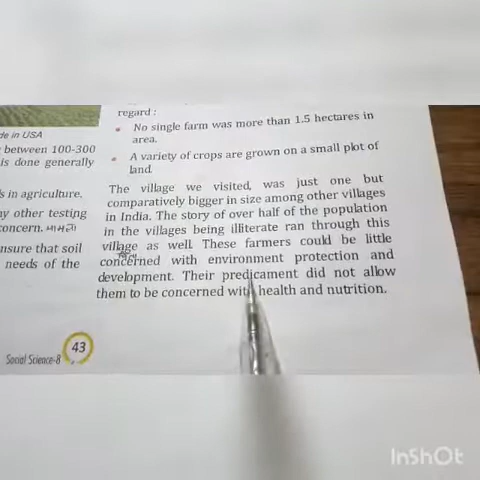 regard :
• No single farm was more than 1.5 hectares in
area.
• A variety of crops are grown on a small plot of
land
The village we visited, was just one but
comparatively bigger in size among other villages
in India. The story of over half of the population
in the villages being illiterate ran through this
village as well. These farmers could be little
concerned with environment protection and
development. Their predicament did not allow
them to be concerned with health and nutrition.
de in USA
between 100-300
is done generally
s in agriculture.
ny other testing
oncern.
nsure that soil
needs of the
Social Science-8
43
InShOt